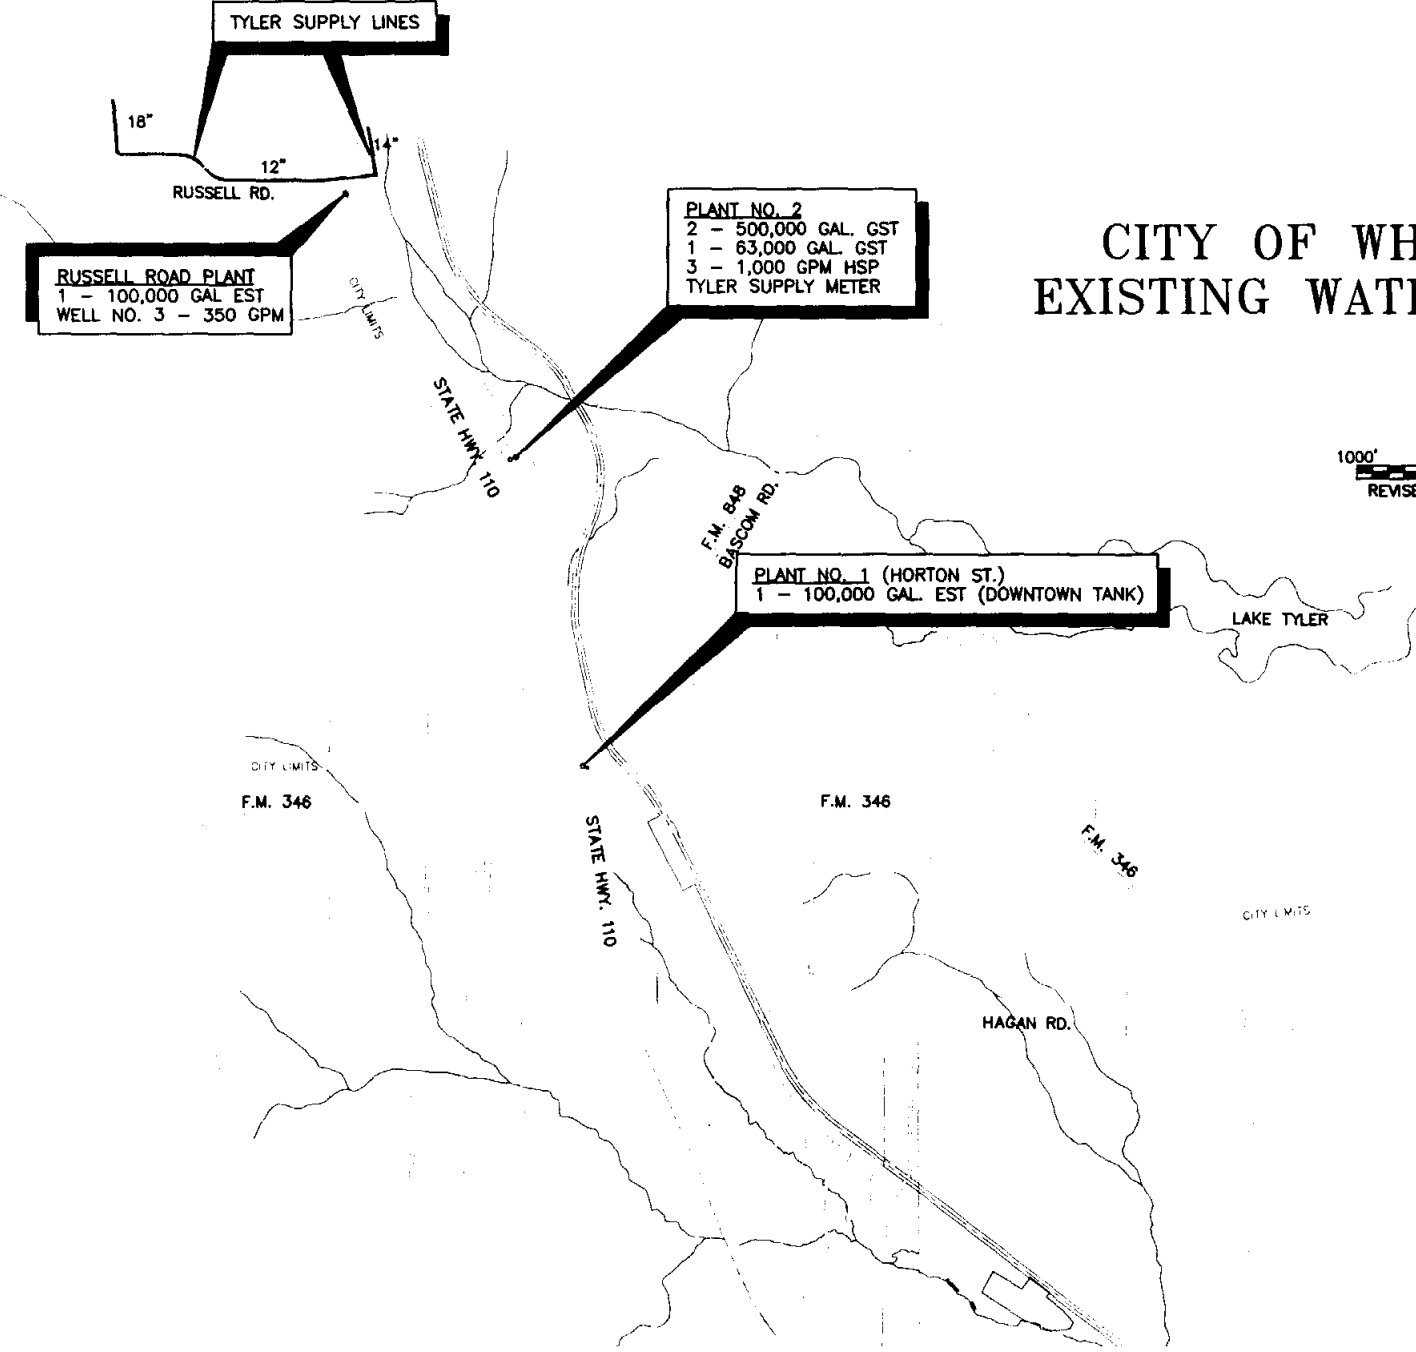 TYLER SUPPLY LINES
18"
14"
12"
RUSSELL RD.
RUSSELL ROAD PLANT
1 - 100,000 GAL EST
WELL NO. 3 - 350 GPM
CITY LIMITS
PLANT NO. 2
2 - 500,000 GAL. GST
1 - 63,000 GAL. GST
3 - 1,000 GPM HSP
TYLER SUPPLY METER
CITY OF WH
EXISTING WAT
STATE HWY. 110
1000'
REVISE
F.M. 848
BASCOM RD.
PLANT NO. 1 (HORTON ST.)
1 - 100,000 GAL. EST (DOWNTOWN TANK)
LAKE TYLER
CITY LIMITS
F.M. 346
F.M. 346
F.M. 346
STATE HWY. 110
CITY LIMITS
HAGAN RD.